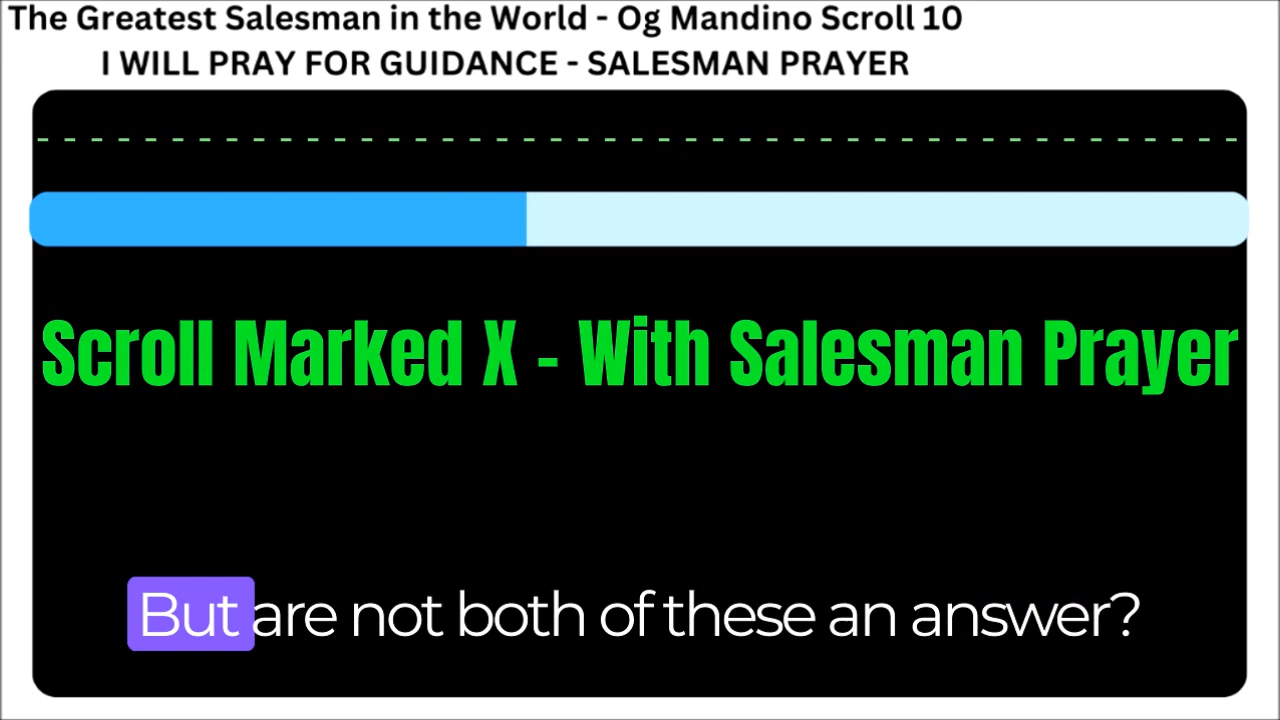 The Greatest Salesman in the World - Og Mandino Scroll 10
I WILL PRAY FOR GUIDANCE - SALESMAN PRAYER
Scroll Marked X - With Salesman Prayer
But are not both of these an answer?